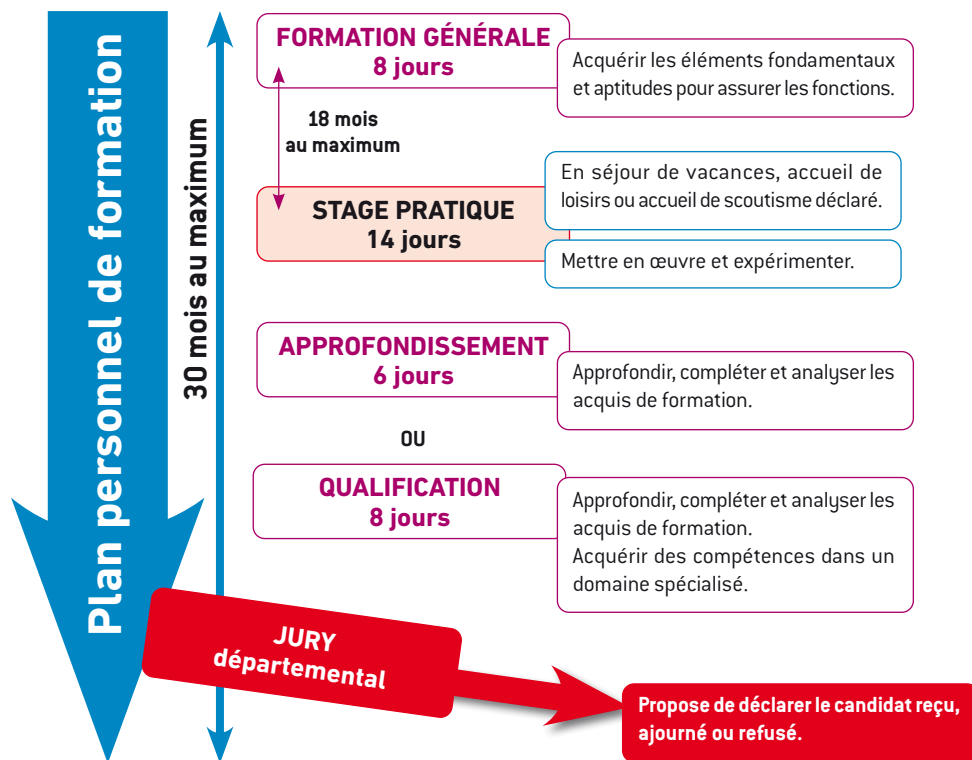 Plan personnel de formation
30 mois au maximum
FORMATION GÉNÉRALE
8 jours
Acquérir les éléments fondamentaux
et aptitudes pour assurer les fonctions.
18 mois
au maximum
STAGE PRATIQUE
14 jours
En séjour de vacances, accueil de
loisirs ou accueil de scoutisme déclaré.
Mettre en œuvre et expérimenter.
APPROFONDISSEMENT
6 jours
Approfondir, compléter et analyser les
acquis de formation.
OU
QUALIFICATION
8 jours
Approfondir, compléter et analyser les
acquis de formation.
Acquérir des compétences dans un
domaine spécialisé.
JURY
départemental
Propose de déclarer le candidat reçu,
ajourné ou refusé.